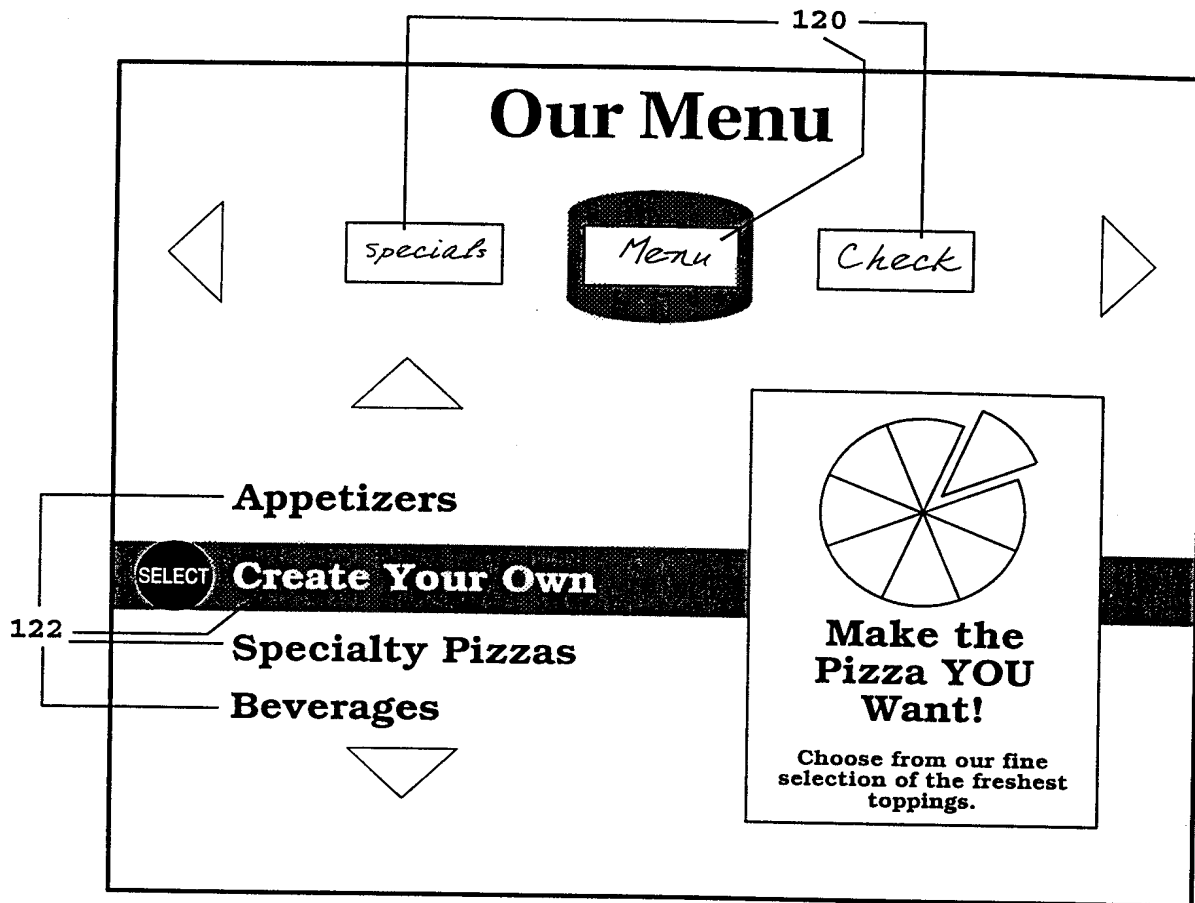 120
Our Menu
Specials
Menu
Check
Appetizers
SELECT Create Your Own
122
Specialty Pizzas
Beverages
Make the
Pizza YOU
Want!
Choose from our fine
selection of the freshest
toppings.